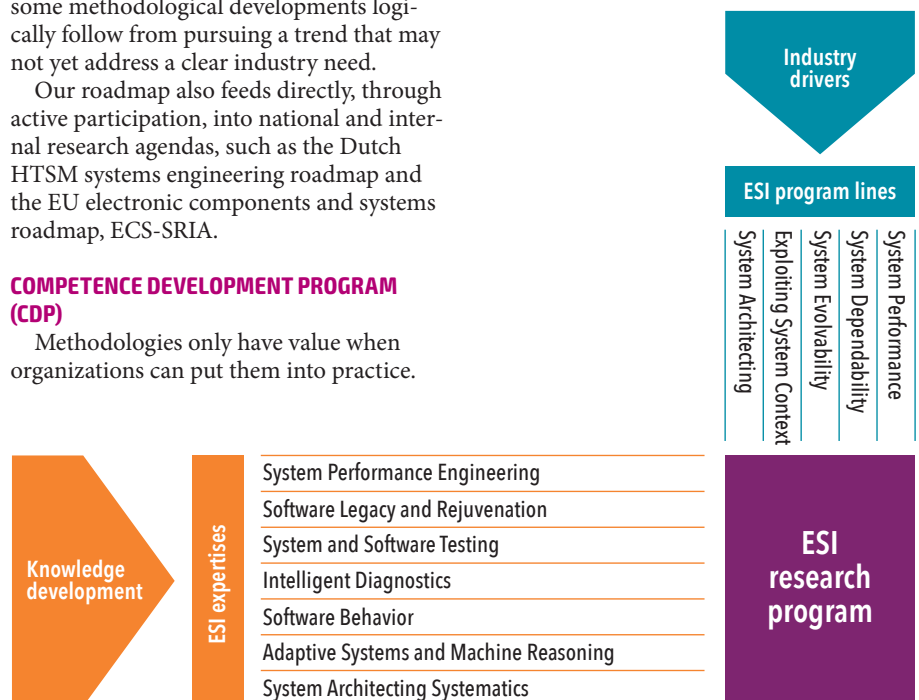 some methodological developments logi-
cally follow from pursuing a trend that may
not yet address a clear industry need.
Our roadmap also feeds directly, through
active participation, into national and inter-
nal research agendas, such as the Dutch
HTSM systems engineering roadmap and
the EU electronic components and systems
roadmap, ECS-SRIA.
COMPETENCE DEVELOPMENT PROGRAM
(CDP)
Methodologies only have value when
organizations can put them into practice.
Industry
drivers
ESI program lines
System Architecting
Exploiting System Context
System Evolvability
System Dependability
System Performance
Knowledge
development
ESI expertises
System Performance Engineering
Software Legacy and Rejuvenation
System and Software Testing
Intelligent Diagnostics
Software Behavior
Adaptive Systems and Machine Reasoning
System Architecting Systematics
ESI
research
program